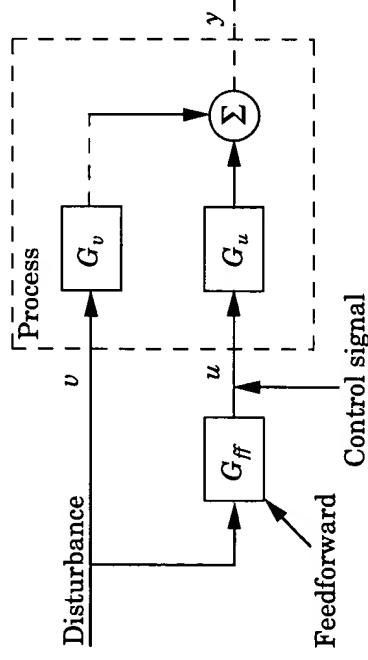 Process
Disturbance
v
G_v
y
Σ
u
G_ff
G_u
Feedforward
Control signal